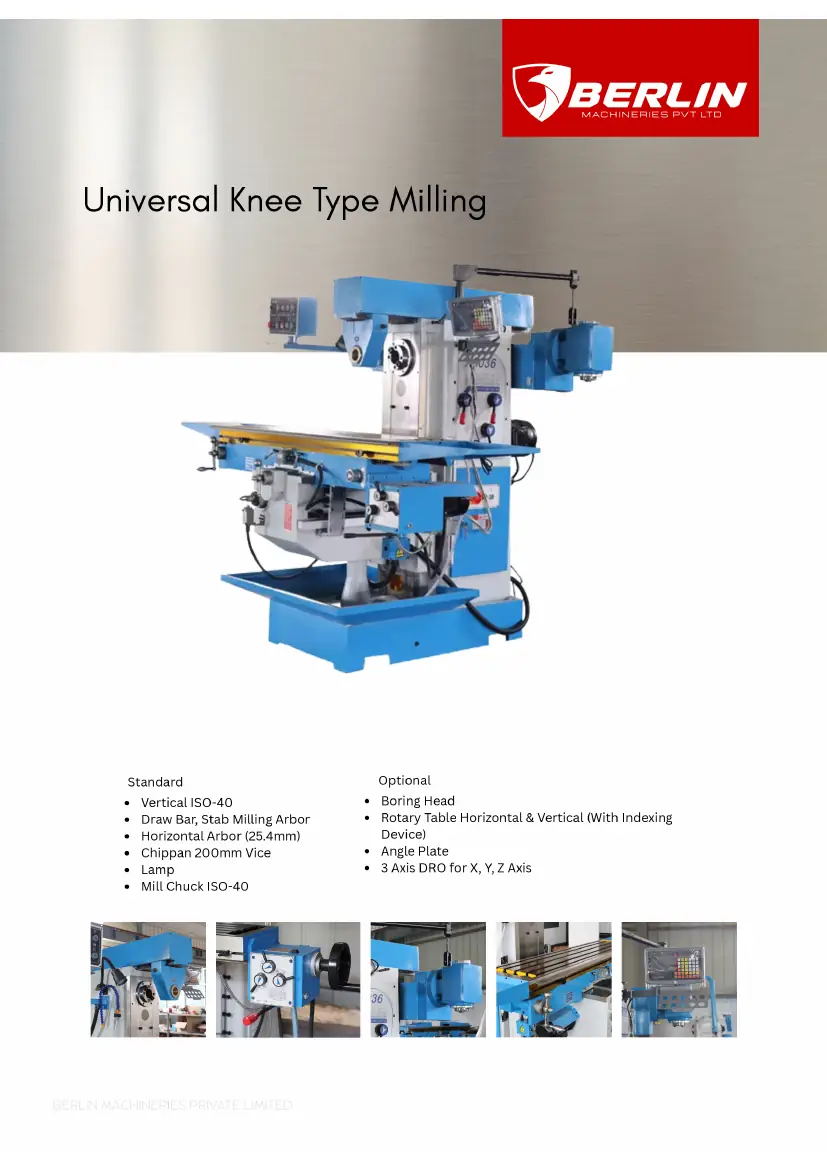 BERLIN
MACHINERIES PVT LTD
Universal Knee Type Milling
036
Standard
• Vertical ISO-40
• Draw Bar, Stab Milling Arbor
• Horizontal Arbor (25.4mm)
• Chippan 200mm Vice
• Lamp
• Mill Chuck ISO-40
Optional
• Boring Head
• Rotary Table Horizontal & Vertical (With Indexing
Device)
• Angle Plate
• 3 Axis DRO for X, Y, Z Axis
036
BERLIN MACHINERIES PRIVATE LIMITED